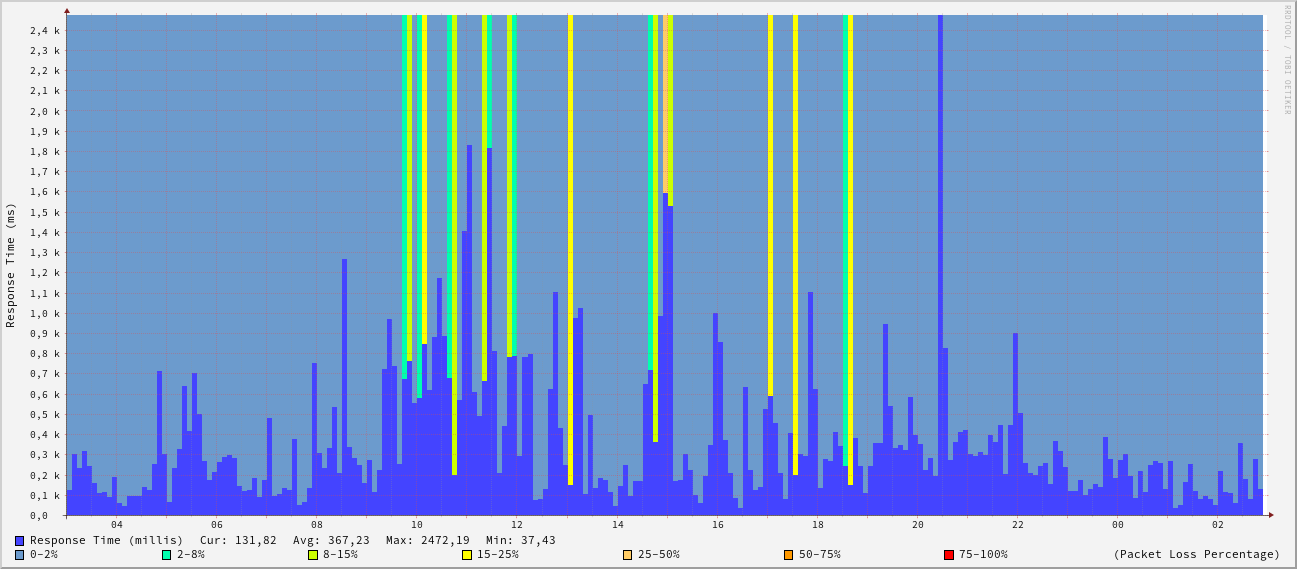 RRDTOOL / TOBI OETIKER
Response Time (ms)
2,4 k
2,3 k
2,2 k
2,1 k
2,0 k
1,9 k
1,8 k
1,7 k
1,6 k
1,5 k
1,4 k
1,3 k
1,2 k
1,1 k
1,0 k
0,9 k
0,8 k
0,7 k
0,6 k
0,5 k
0,4 k
0,3 k
0,2 k
0,1 k
0,0
04 06 08 10 12 14 16 18 20 22 00 02
Response Time (millis) Cur: 131,82 Avg: 367,23 Max: 2472,19 Min: 37,43
0-2% 2-8% 8-15% 15-25% 25-50% 50-75% 75-100% (Packet Loss Percentage)